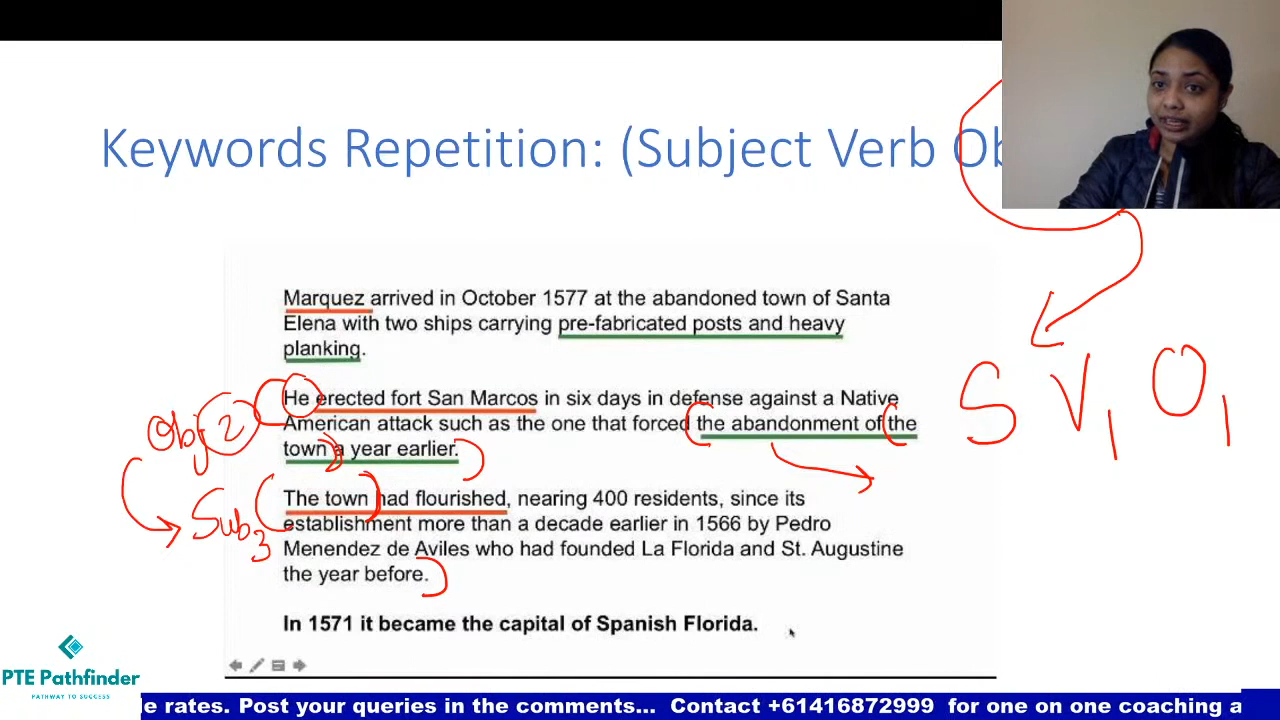 Keywords Repetition: (Subject Verb Ob
Marquez arrived in October 1577 at the abandoned town of Santa
Elena with two ships carrying pre-fabricated posts and heavy
planking.
He erected fort San Marcos in six days in defense against a Native
American attack such as the one that forced the abandonment of the
town a year earlier.
The town had flourished, nearing 400 residents, since its
establishment more than a decade earlier in 1566 by Pedro
Menendez de Aviles who had founded La Florida and St. Augustine
the year before.
In 1571 it became the capital of Spanish Florida.
Obj 2
Sub3
S V1 O1
PTE Pathfinder
PATHWAY TO SUCCESS
le rates. Post your queries in the comments... Contact +61416872999 for one on one coaching a